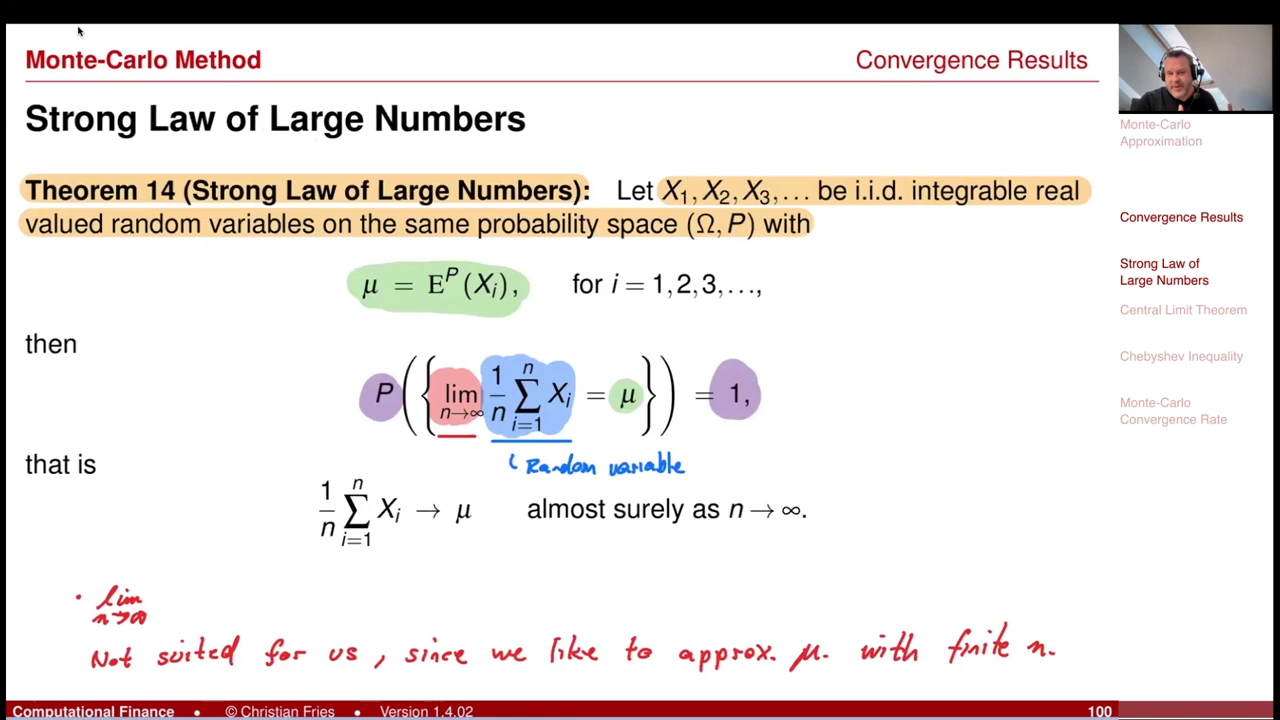 Monte-Carlo Method
Convergence Results
Strong Law of Large Numbers
Theorem 14 (Strong Law of Large Numbers): Let X₁, X₂, X₃, … be i.i.d. integrable real
valued random variables on the same probability space (Ω, P) with
μ = Eᴾ(Xᵢ), for i = 1,2,3,…,
then
P({lim_{n→∞} 1/n ∑_{i=1}^{n} Xᵢ = μ}) = 1,
Random variable
that is
1/n ∑_{i=1}^{n} Xᵢ → μ almost surely as n → ∞.
• lim_{n→∞}
Not suited for us, since we like to approx. μ. with finite n.
Monte-Carlo
Approximation
Convergence Results
Strong Law of
Large Numbers
Central Limit Theorem
Chebyshev Inequality
Monte-Carlo
Convergence Rate
Computational Finance • © Christian Fries • Version 1.4.02
100